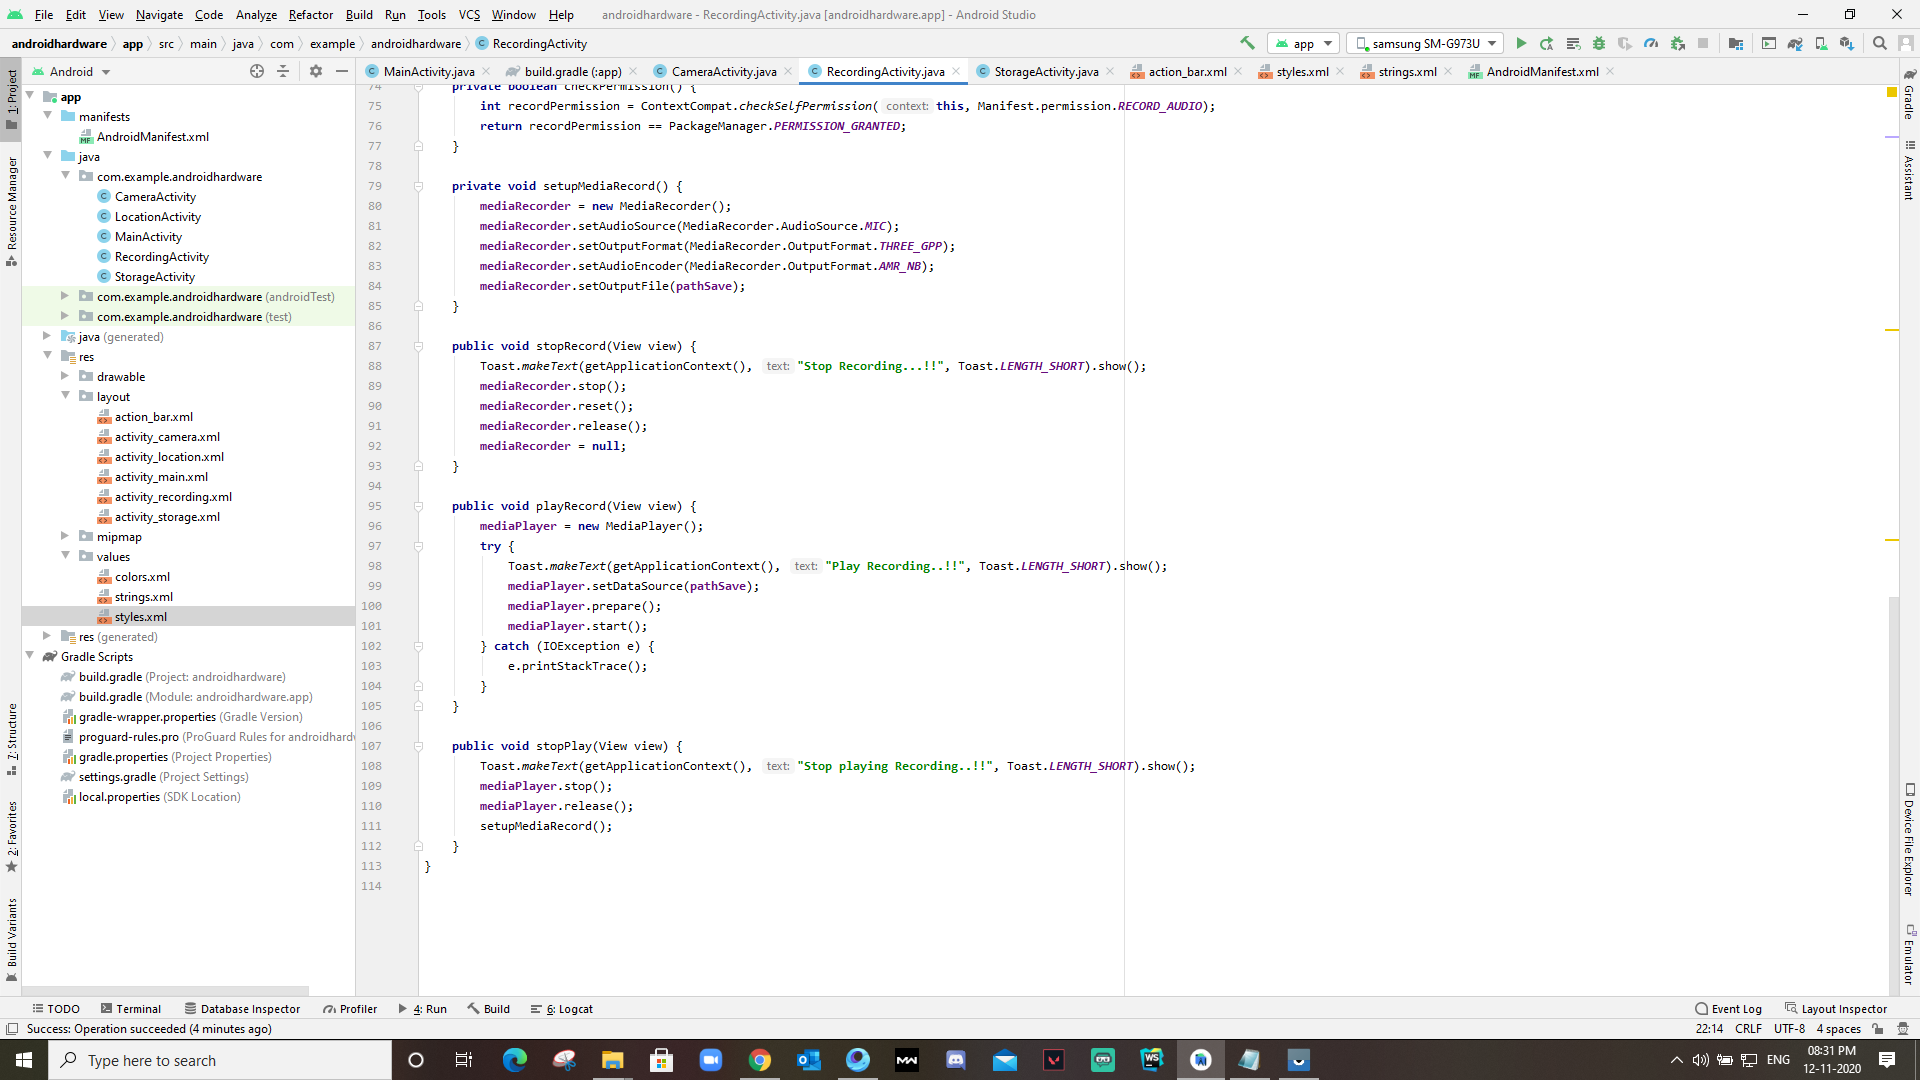 File Edit View Navigate Code Analyze Refactor Build Run Tools VCS Window Help androidhardware - RecordingActivity.java [androidhardware.app] - Android Studio
androidhardware app src main java com example androidhardware RecordingActivity app samsung SM-G973U
Android
MainActivity.java build.gradle (:app) CameraActivity.java RecordingActivity.java StorageActivity.java action_bar.xml styles.xml strings.xml AndroidManifest.xml
1: Project
Resource Manager
7: Structure
2: Favorites
Build Variants
app
manifests
AndroidManifest.xml
java
com.example.androidhardware
CameraActivity
LocationActivity
MainActivity
RecordingActivity
StorageActivity
com.example.androidhardware (androidTest)
com.example.androidhardware (test)
java (generated)
res
drawable
layout
action_bar.xml
activity_camera.xml
activity_location.xml
activity_main.xml
activity_recording.xml
activity_storage.xml
mipmap
values
colors.xml
strings.xml
styles.xml
res (generated)
Gradle Scripts
build.gradle (Project: androidhardware)
build.gradle (Module: androidhardware.app)
gradle-wrapper.properties (Gradle Version)
proguard-rules.pro (ProGuard Rules for androidhard
gradle.properties (Project Properties)
settings.gradle (Project Settings)
local.properties (SDK Location)
74 private boolean checkPermission() {
75 int recordPermission = ContextCompat.checkSelfPermission( context: this, Manifest.permission.RECORD_AUDIO);
76 return recordPermission == PackageManager.PERMISSION_GRANTED;
77 }
78
79 private void setupMediaRecord() {
80 mediaRecorder = new MediaRecorder();
81 mediaRecorder.setAudioSource(MediaRecorder.AudioSource.MIC);
82 mediaRecorder.setOutputFormat(MediaRecorder.OutputFormat.THREE_GPP);
83 mediaRecorder.setAudioEncoder(MediaRecorder.OutputFormat.AMR_NB);
84 mediaRecorder.setOutputFile(pathSave);
85 }
86
87 public void stopRecord(View view) {
88 Toast.makeText(getApplicationContext(), text: "Stop Recording...!!", Toast.LENGTH_SHORT).show();
89 mediaRecorder.stop();
90 mediaRecorder.reset();
91 mediaRecorder.release();
92 mediaRecorder = null;
93 }
94
95 public void playRecord(View view) {
96 mediaPlayer = new MediaPlayer();
97 try {
98 Toast.makeText(getApplicationContext(), text: "Play Recording..!!", Toast.LENGTH_SHORT).show();
99 mediaPlayer.setDataSource(pathSave);
100 mediaPlayer.prepare();
101 mediaPlayer.start();
102 } catch (IOException e) {
103 e.printStackTrace();
104 }
105 }
106
107 public void stopPlay(View view) {
108 Toast.makeText(getApplicationContext(), text: "Stop playing Recording..!!", Toast.LENGTH_SHORT).show();
109 mediaPlayer.stop();
110 mediaPlayer.release();
111 setupMediaRecord();
112 }
113 }
114
Gradle
Assistant
Device File Explorer
Emulator
TODO Terminal Database Inspector Profiler 4: Run Build 6: Logcat Event Log Layout Inspector
Success: Operation succeeded (4 minutes ago) 22:14 CRLF UTF-8 4 spaces
Type here to search ENG 08:31 PM
12-11-2020